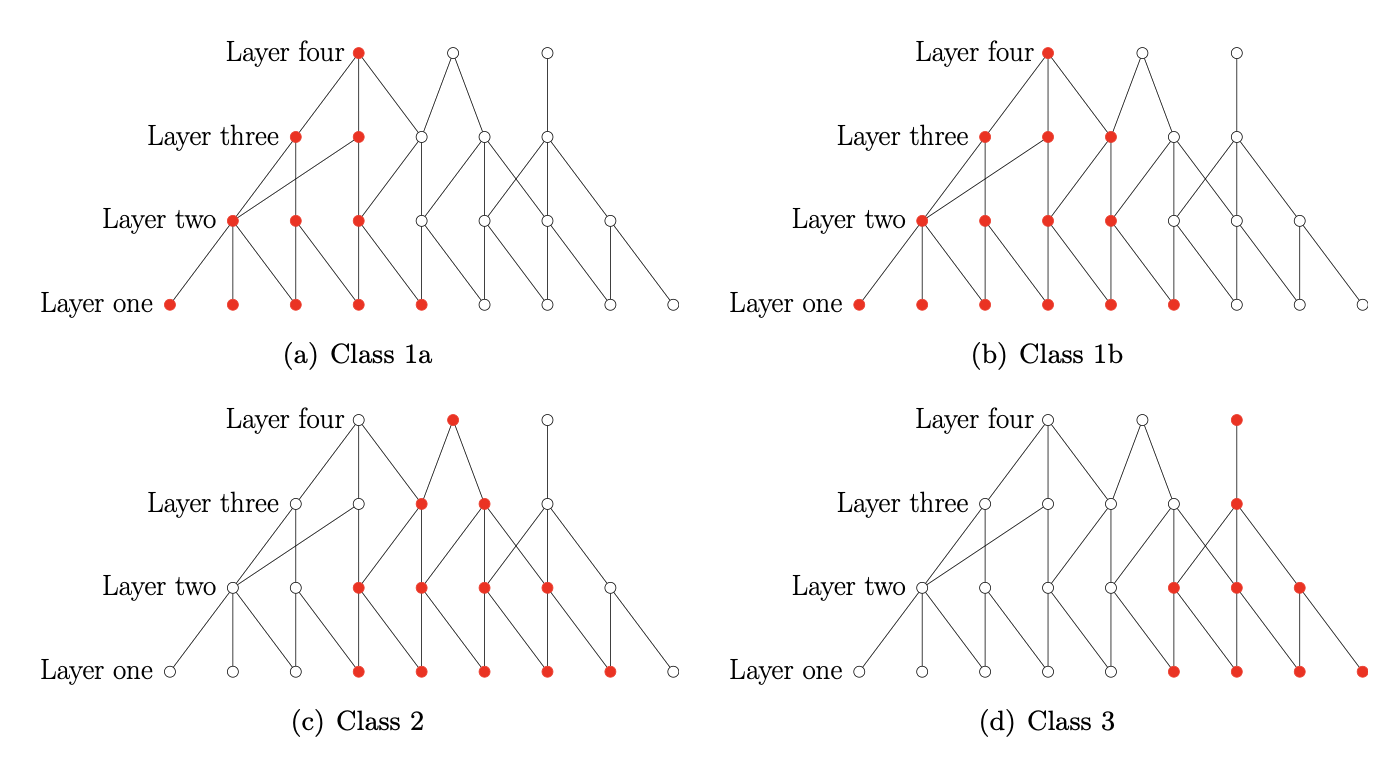 Layer four
Layer three
Layer two
Layer one
(a) Class 1a
Layer four
Layer three
Layer two
Layer one
(b) Class 1b
Layer four
Layer three
Layer two
Layer one
(c) Class 2
Layer four
Layer three
Layer two
Layer one
(d) Class 3